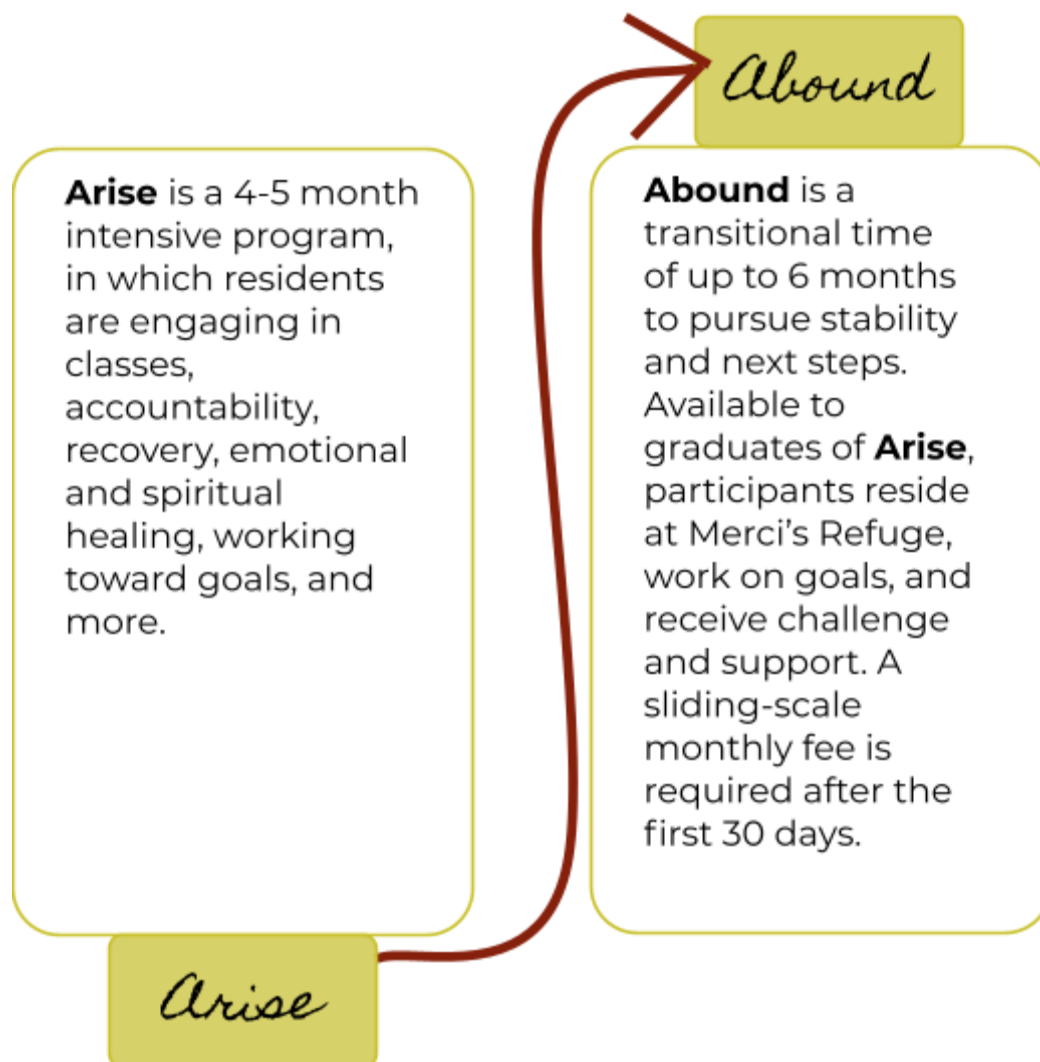 Arise is a 4-5 month
intensive program,
in which residents
are engaging in
classes,
accountability,
recovery, emotional
and spiritual
healing, working
toward goals, and
more.
Arise
Abound
Abound is a
transitional time
of up to 6 months
to pursue stability
and next steps.
Available to
graduates of Arise,
participants reside
at Merci’s Refuge,
work on goals, and
receive challenge
and support. A
sliding-scale
monthly fee is
required after the
first 30 days.